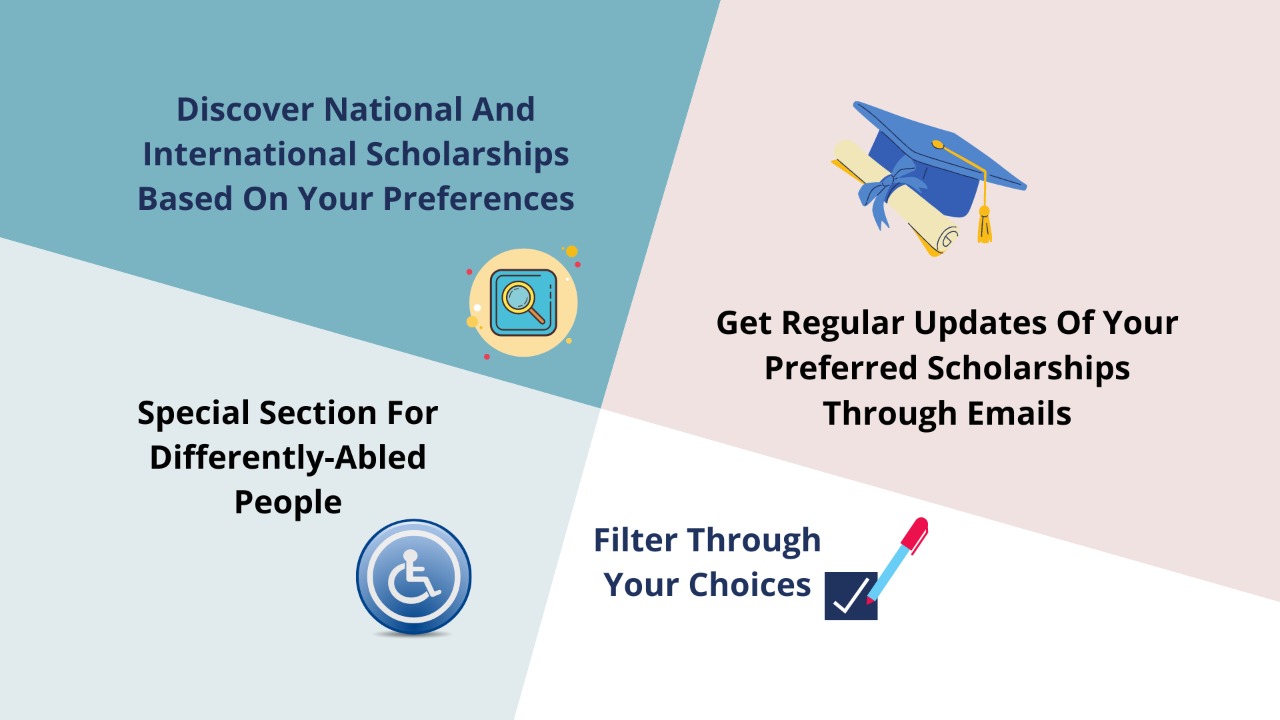 Discover National And
International Scholarships
Based On Your Preferences
Get Regular Updates Of Your
Preferred Scholarships
Through Emails
Special Section For
Differently-Abled
People
Filter Through
Your Choices